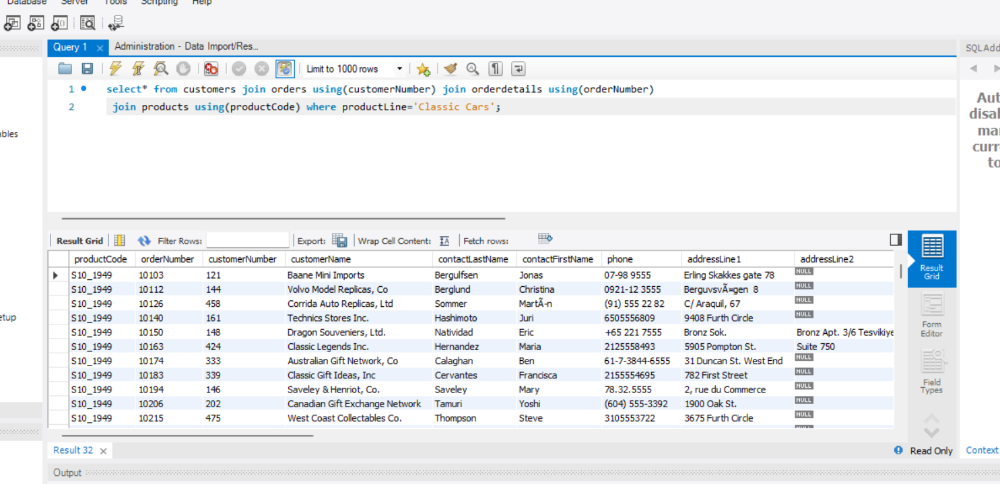 Database Server Tools Scripting Help
Query 1 × Administration - Data Import/Res...
SQLAdd
Limit to 1000 rows
1 select* from customers join orders using(customerNumber) join orderdetails using(orderNumber)
2 join products using(productCode) where productLine='Classic Cars';
Aut
disal
mar
curr
to
ables
etup
Result Grid Filter Rows: Export: Wrap Cell Content: Fetch rows:
productCode orderNumber customerNumber customerName contactLastName contactFirstName phone addressLine1 addressLine2
S10_1949 10103 121 Baane Mini Imports Bergulfsen Jonas 07-98 9555 Erling Skakkes gate 78 NULL
S10_1949 10112 144 Volvo Model Replicas, Co Berglund Christina 0921-12 3555 Berguvsvÿgen 8 NULL
S10_1949 10126 458 Corrida Auto Replicas, Ltd Sommer MartÃ-n (91) 555 22 82 C/ Araquil, 67 NULL
S10_1949 10140 161 Technics Stores Inc. Hashimoto Juri 6505556809 9408 Furth Circle NULL
S10_1949 10150 148 Dragon Souveniers, Ltd. Natividad Eric +65 221 7555 Bronz Sok. Bronz Apt. 3/6 Tesvikiye
S10_1949 10163 424 Classic Legends Inc. Hernandez Maria 2125558493 5905 Pompton St. Suite 750
S10_1949 10174 333 Australian Gift Network, Co Calaghan Ben 61-7-3844-6555 31 Duncan St. West End NULL
S10_1949 10183 339 Classic Gift Ideas, Inc Cervantes Francisca 2155554695 782 First Street NULL
S10_1949 10194 146 Saveley & Henriot, Co. Saveley Mary 78.32.5555 2, rue du Commerce NULL
S10_1949 10206 202 Canadian Gift Exchange Network Tamuri Yoshi (604) 555-3392 1900 Oak St. NULL
S10_1949 10215 475 West Coast Collectables Co. Thompson Steve 3105553722 3675 Furth Circle NULL
Result
Grid
Form
Editor
Field
Types
Result 32 ×
Read Only
Context
Output